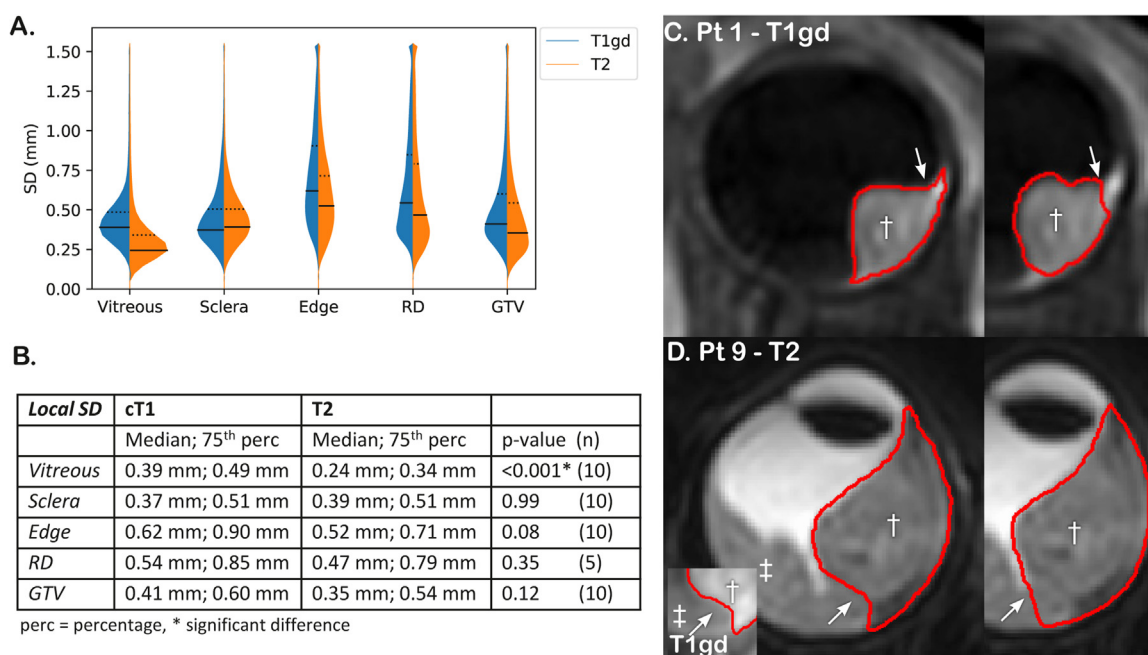 A.
1.50
1.25
1.00
0.75
0.50
0.25
0.00
SD (mm)
Vitreous Sclera Edge RD GTV
T1gd
T2
B.
Local SD cT1 T2
Median; 75th perc Median; 75th perc p-value (n)
Vitreous 0.39 mm; 0.49 mm 0.24 mm; 0.34 mm <0.001* (10)
Sclera 0.37 mm; 0.51 mm 0.39 mm; 0.51 mm 0.99 (10)
Edge 0.62 mm; 0.90 mm 0.52 mm; 0.71 mm 0.08 (10)
RD 0.54 mm; 0.85 mm 0.47 mm; 0.79 mm 0.35 (5)
GTV 0.41 mm; 0.60 mm 0.35 mm; 0.54 mm 0.12 (10)
perc = percentage, * significant difference
C. Pt 1 - T1gd
† †
D. Pt 9 - T2
† †
‡
†
‡
T1gd